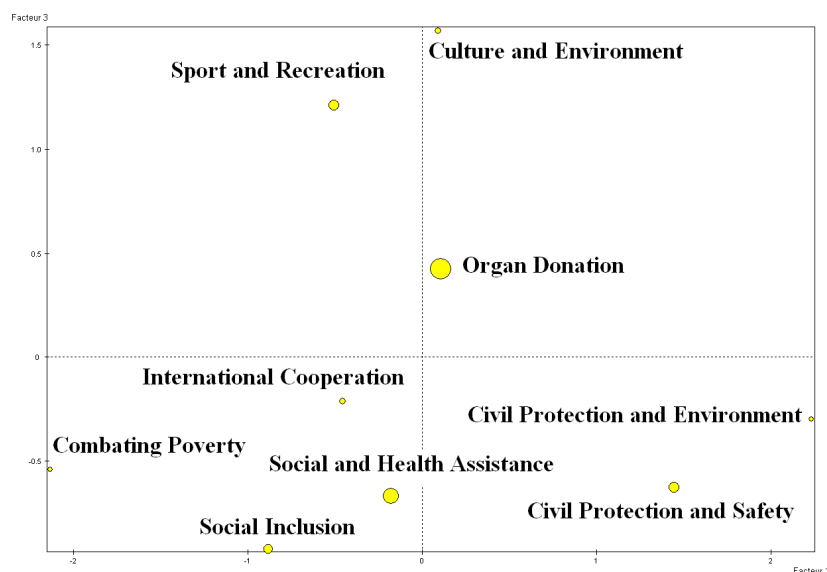 Facteur 3
1.5
Culture and Environment
Sport and Recreation
1.0
0.5
Organ Donation
0
International Cooperation
Civil Protection and Environment
Combating Poverty
-0.5
Social and Health Assistance
Civil Protection and Safety
Social Inclusion
-2
-1
0
1
2
Facteur